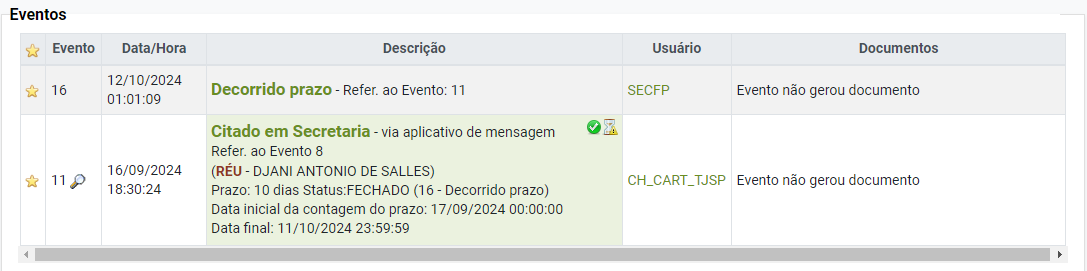 Eventos
Evento Data/Hora Descrição Usuário Documentos
16 12/10/2024 01:01:09 Decorrido prazo - Refer. ao Evento: 11 SECFP Evento não gerou documento
11 16/09/2024 18:30:24 Citado em Secretaria - via aplicativo de mensagem
Refer. ao Evento 8
(RÉU - DJANI ANTONIO DE SALLES)
Prazo: 10 dias Status:FECHADO (16 - Decorrido prazo)
Data inicial da contagem do prazo: 17/09/2024 00:00:00
Data final: 11/10/2024 23:59:59
CH_CART_TJSP Evento não gerou documento